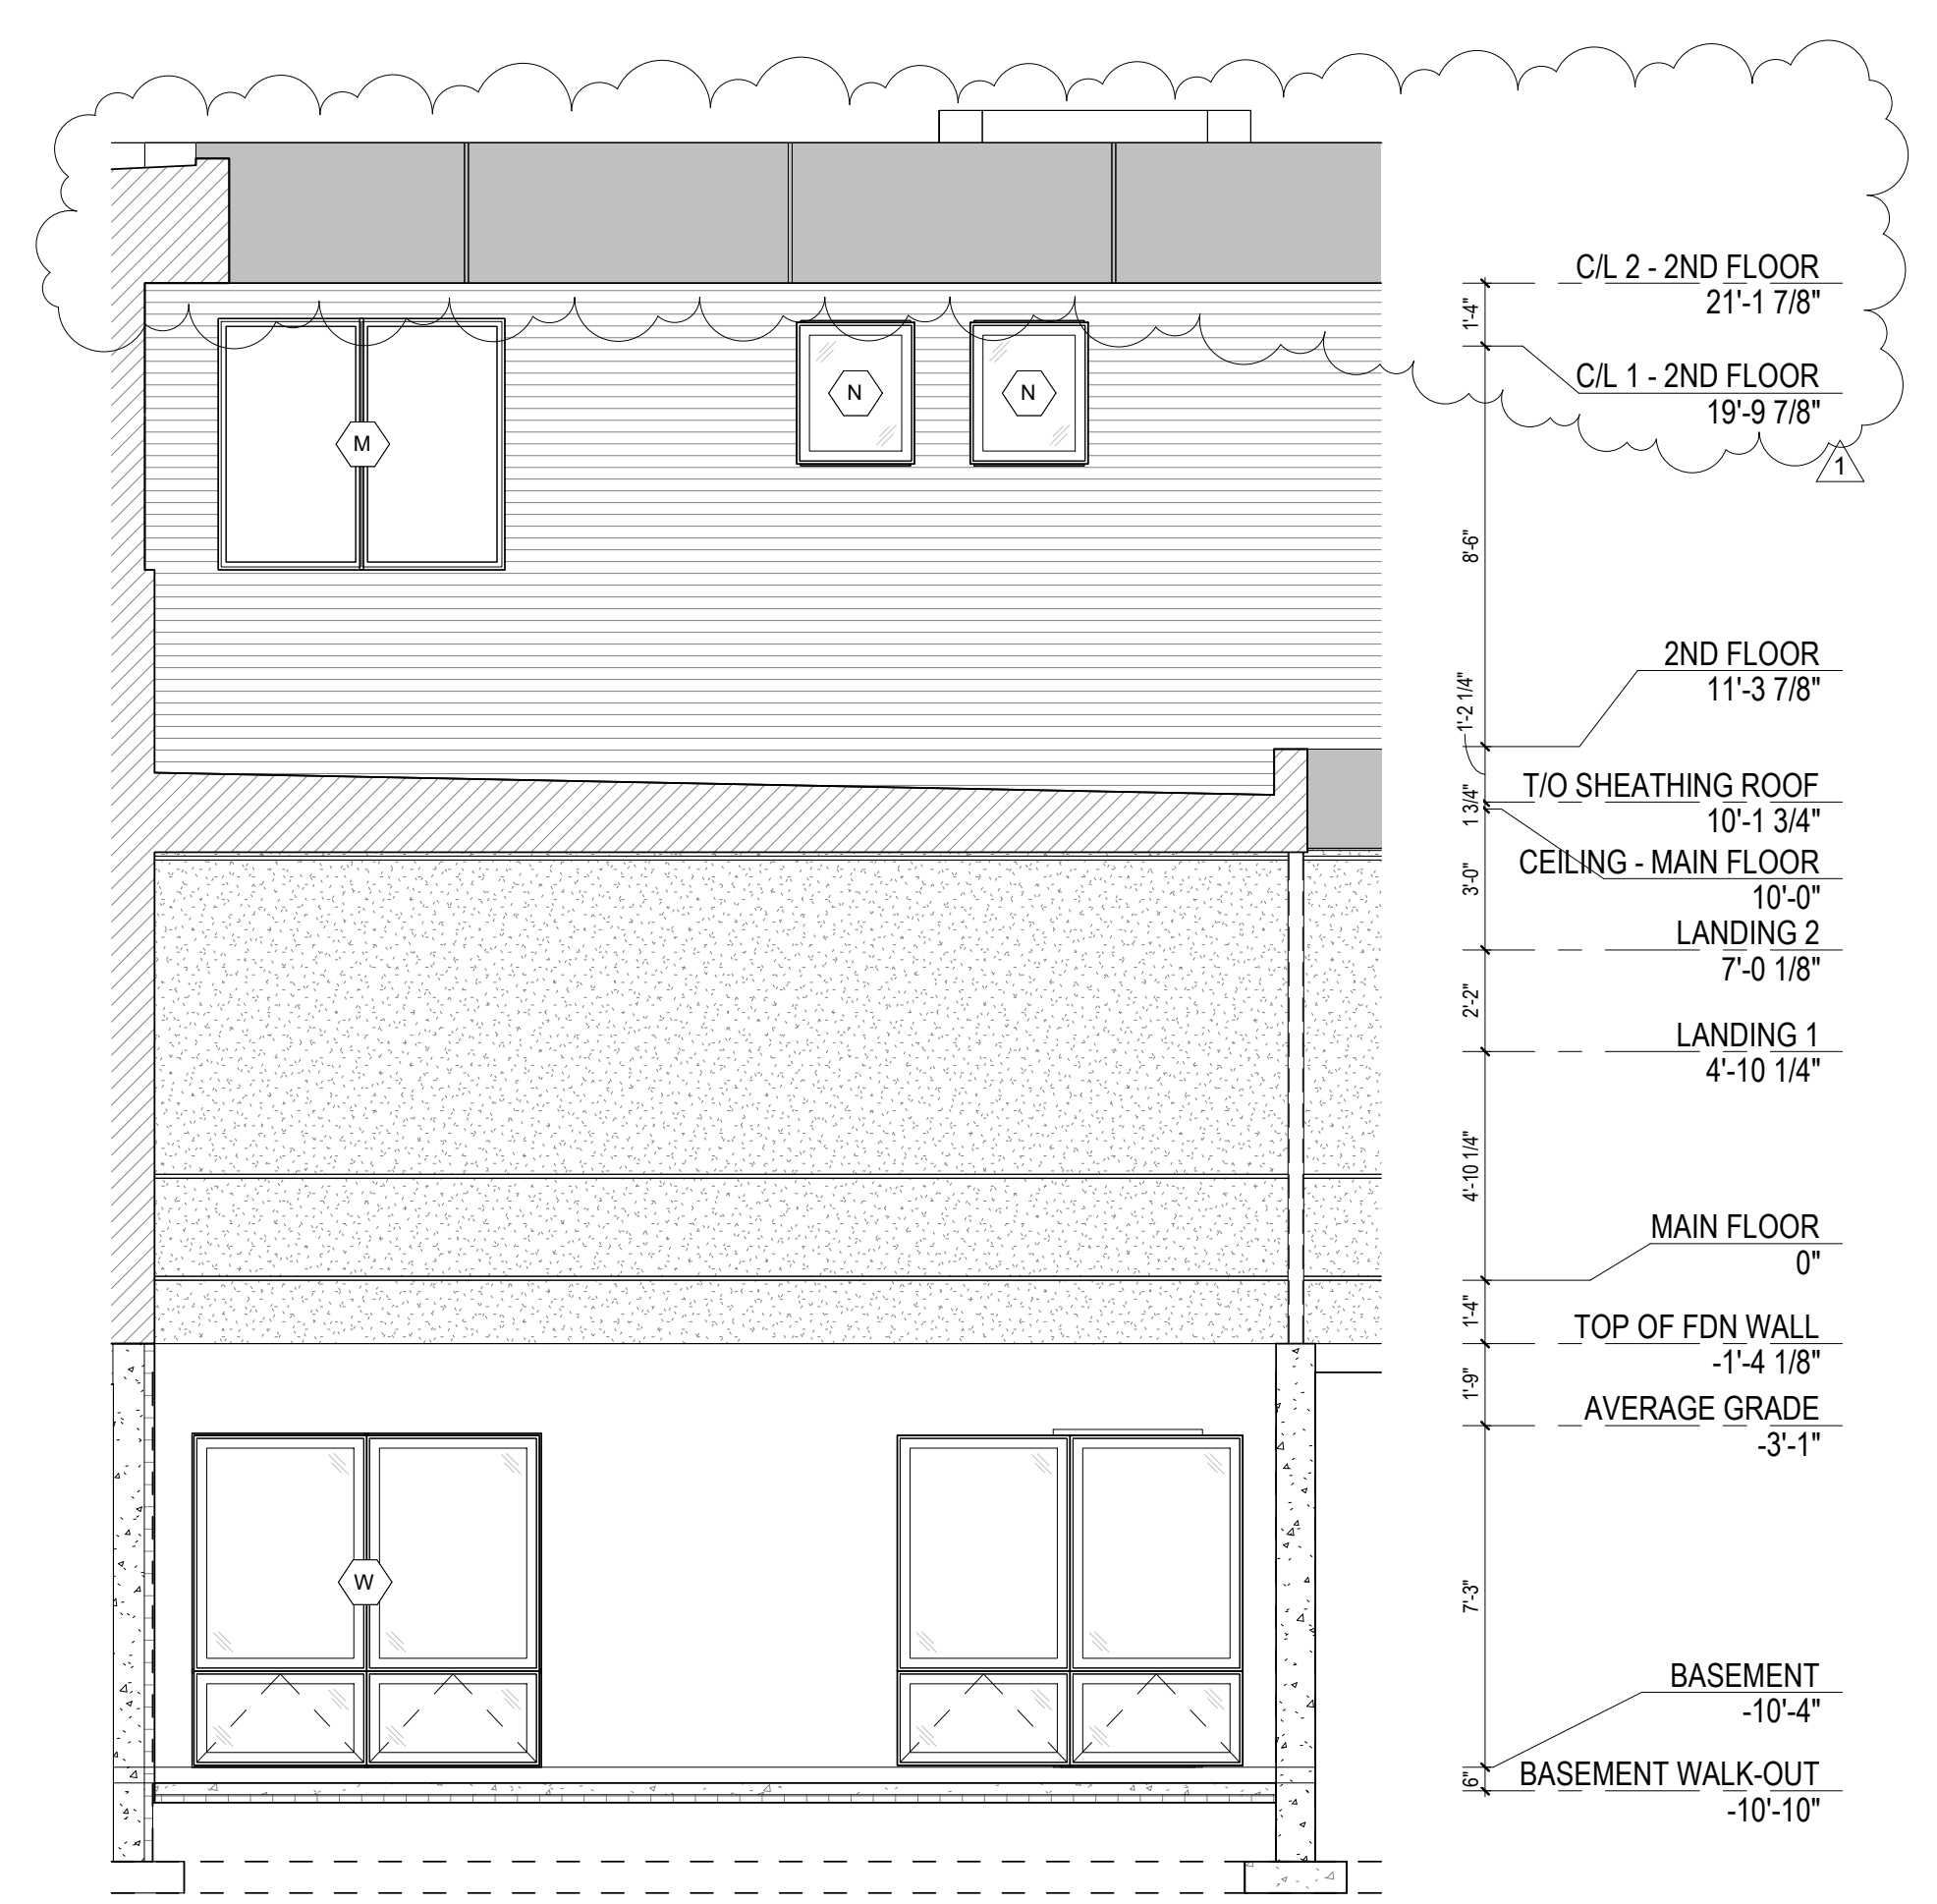 C/L 2 - 2ND FLOOR
21'-1 7/8"
1'-4"
C/L 1 - 2ND FLOOR
19'-9 7/8"
N
N
M
1
8'-6"
2ND FLOOR
11'-3 7/8"
1'-2 1/4"
T/O SHEATHING ROOF
10'-1 3/4"
1 3/4"
CEILING - MAIN FLOOR
10'-0"
3'-0"
LANDING 2
7'-0 1/8"
2'-2"
LANDING 1
4'-10 1/4"
4'-10 1/4"
MAIN FLOOR
0"
1'-4"
TOP OF FDN WALL
-1'-4 1/8"
1'-9"
AVERAGE GRADE
-3'-1"
W
7'-3"
BASEMENT
-10'-4"
6"
BASEMENT WALK-OUT
-10'-10"